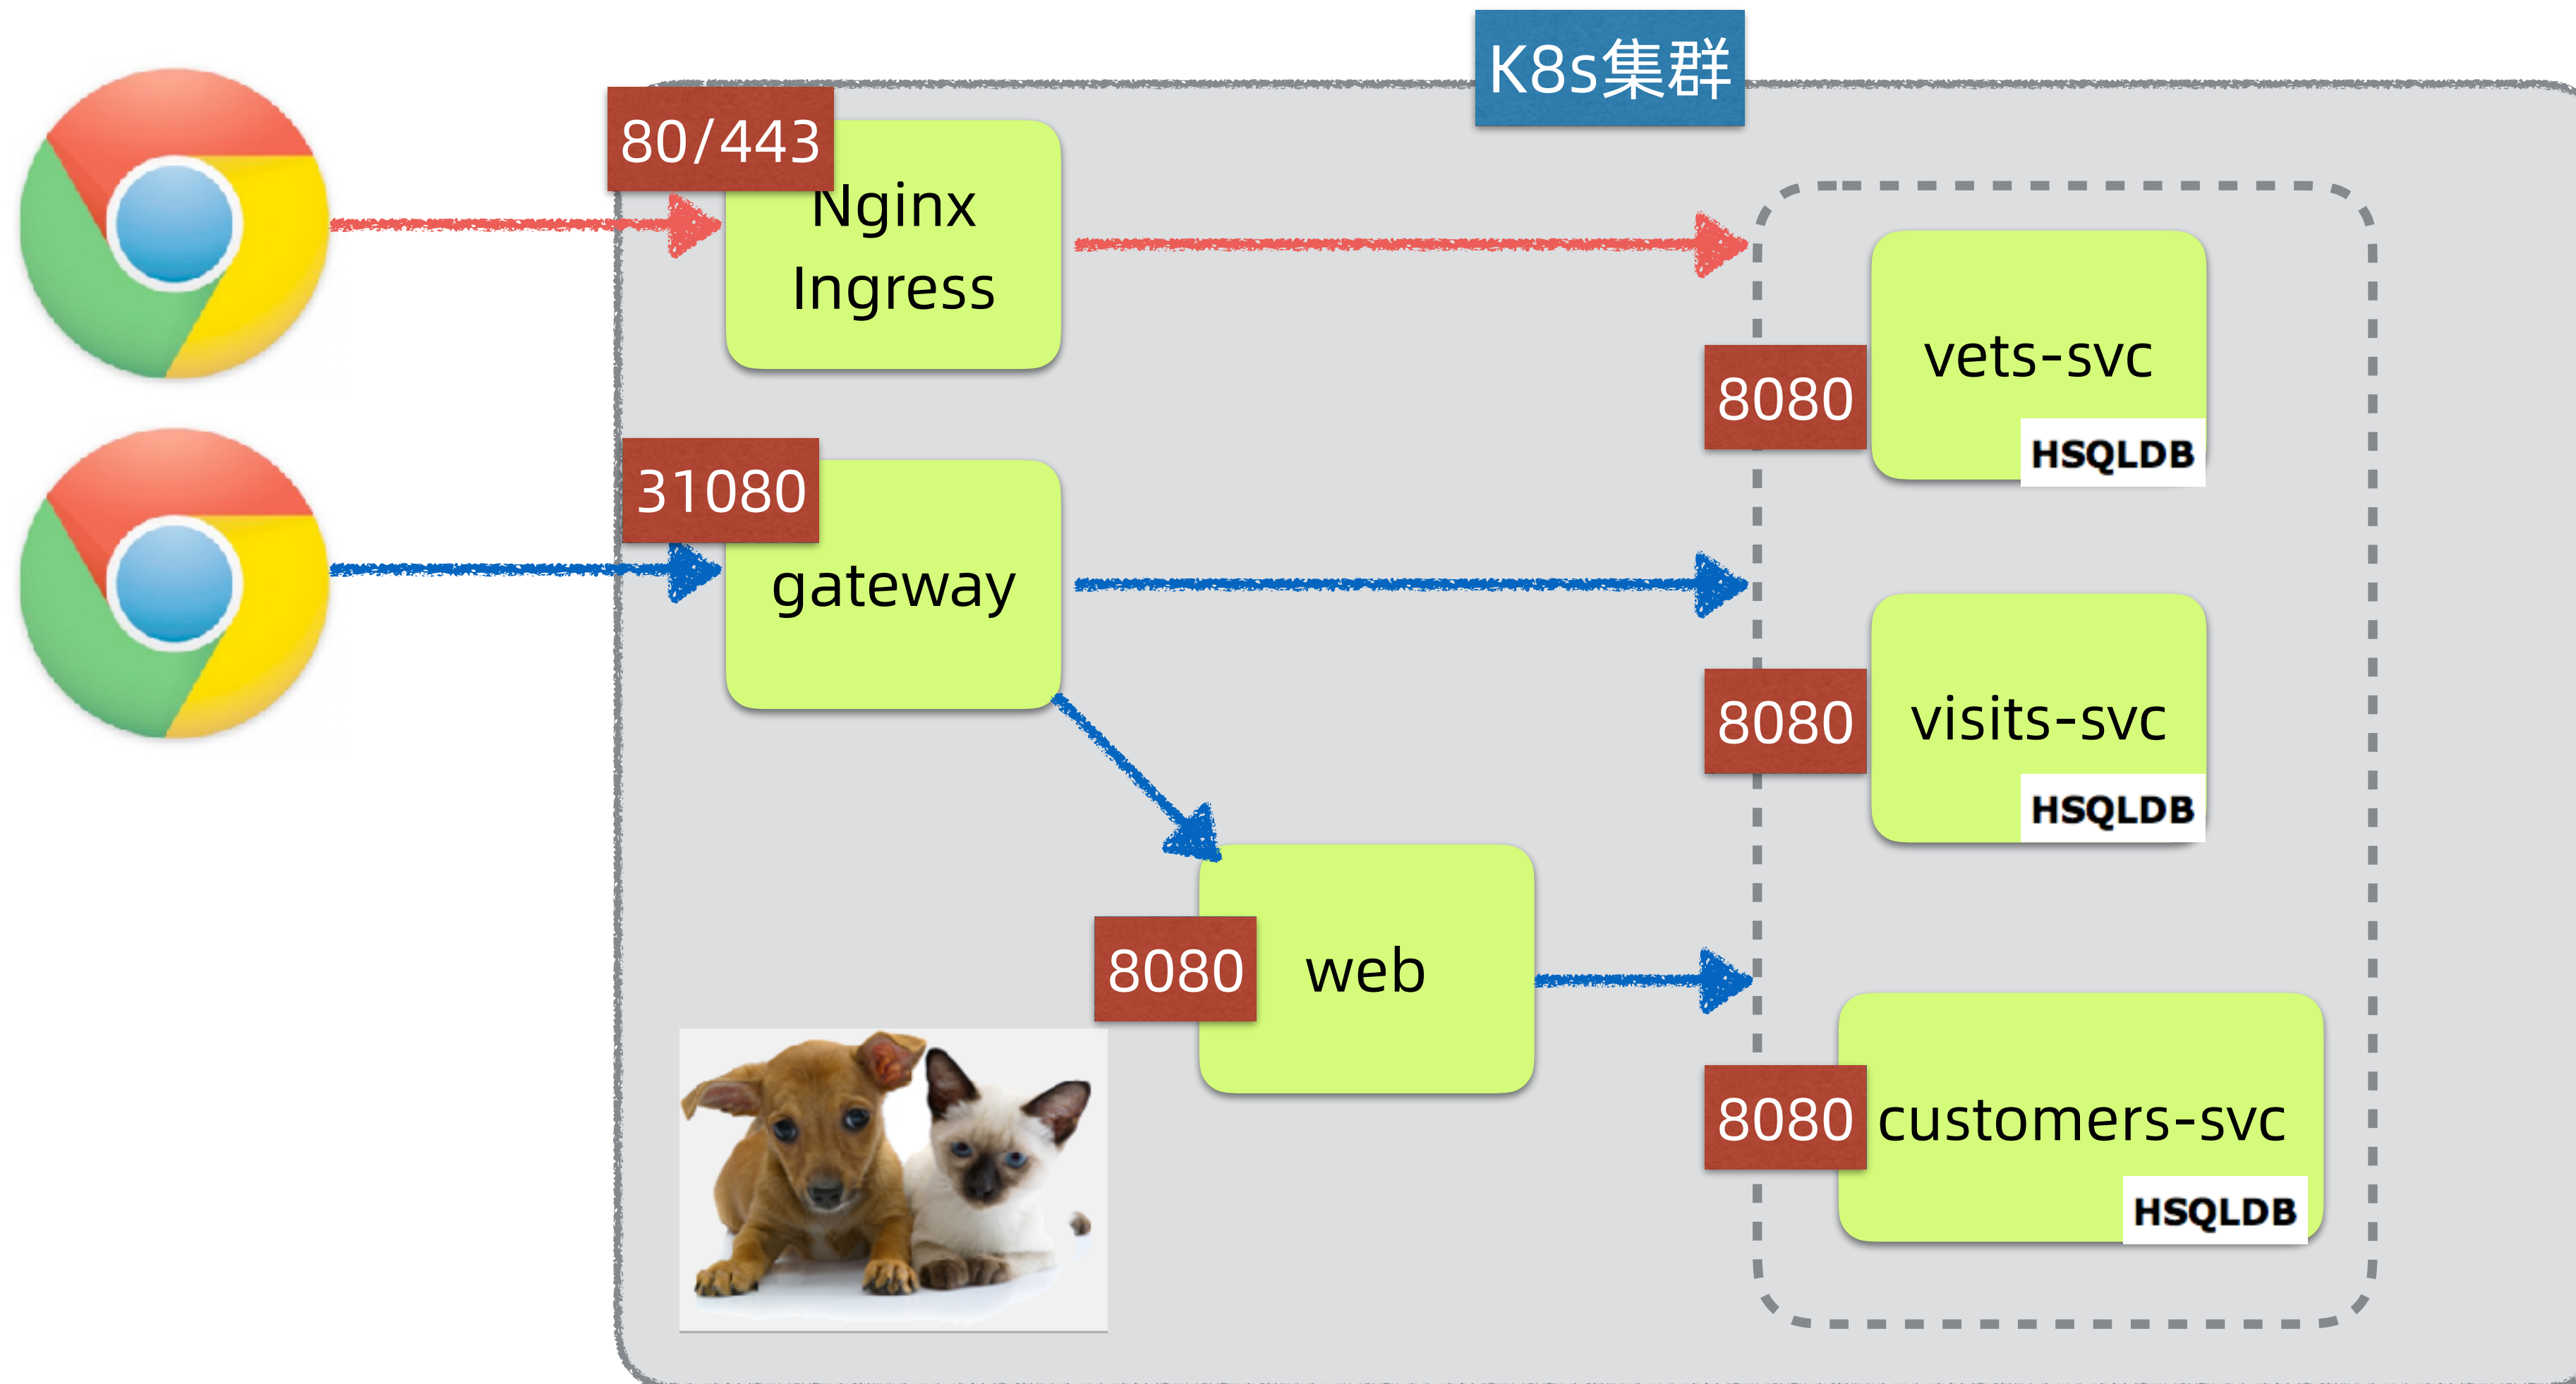 K8s集群
80/443
Nginx
Ingress
8080
vets-svc
HSQLDB
31080
gateway
8080
visits-svc
HSQLDB
8080
web
8080
customers-svc
HSQLDB